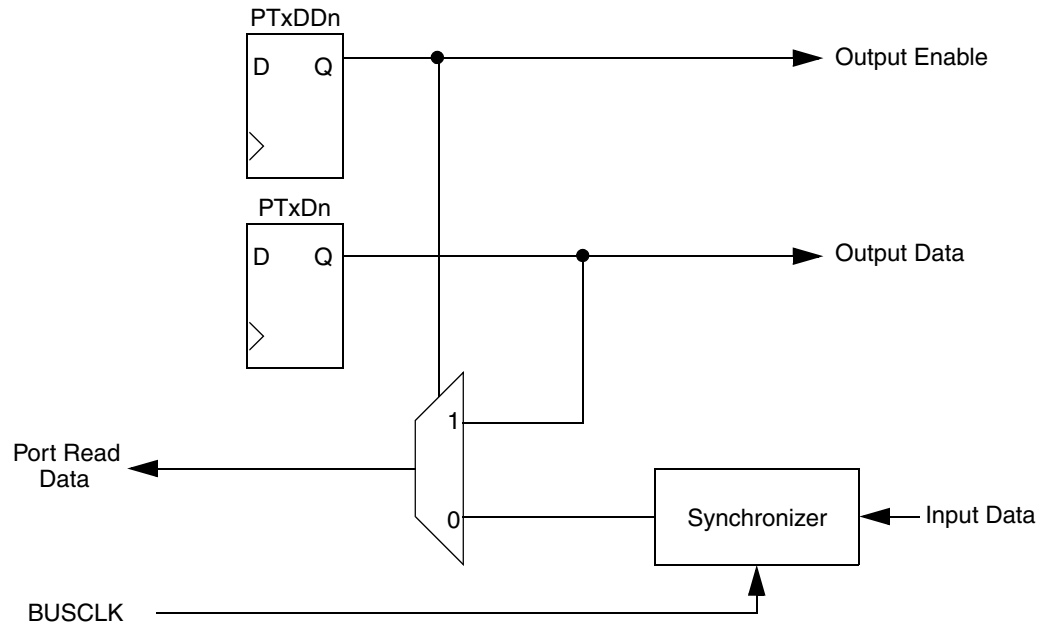 PTxDDn
D Q
Output Enable
PTxDn
D Q
Output Data
1
Port Read
Data
0
Synchronizer
Input Data
BUSCLK